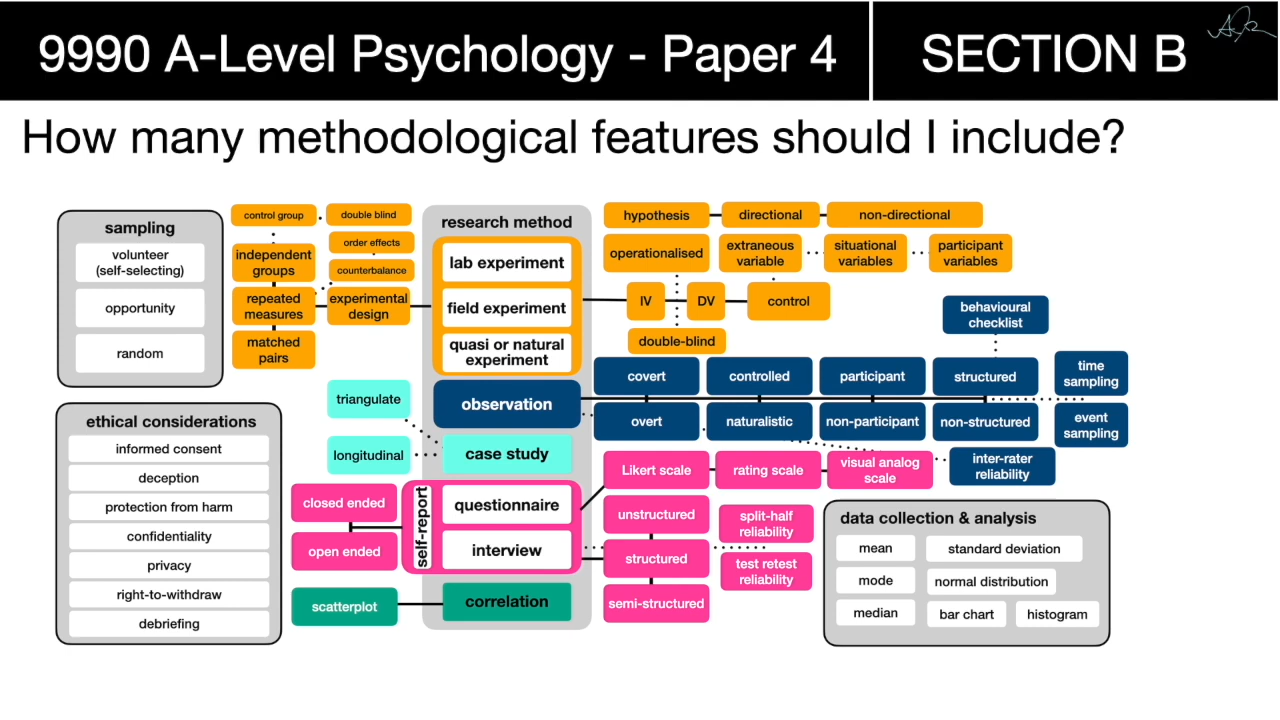 9990 A-Level Psychology - Paper 4
SECTION B
How many methodological features should I include?
sampling
volunteer
(self-selecting)
opportunity
random
ethical considerations
informed consent
deception
protection from harm
confidentiality
privacy
right-to-withdraw
debriefing
control group
double blind
order effects
independent
groups
counterbalance
repeated
measures
experimental
design
matched
pairs
triangulate
longitudinal
closed ended
open ended
scatterplot
research method
lab experiment
field experiment
quasi or natural
experiment
observation
case study
self-report
questionnaire
interview
correlation
hypothesis
directional
non-directional
operationalised
extraneous
variable
situational
variables
participant
variables
IV
DV
control
double-blind
behavioural
checklist
covert
controlled
participant
structured
time
sampling
overt
naturalistic
non-participant
non-structured
event
sampling
inter-rater
reliability
Likert scale
rating scale
visual analog
scale
unstructured
split-half
reliability
structured
test retest
reliability
semi-structured
data collection & analysis
mean
standard deviation
mode
normal distribution
median
bar chart
histogram